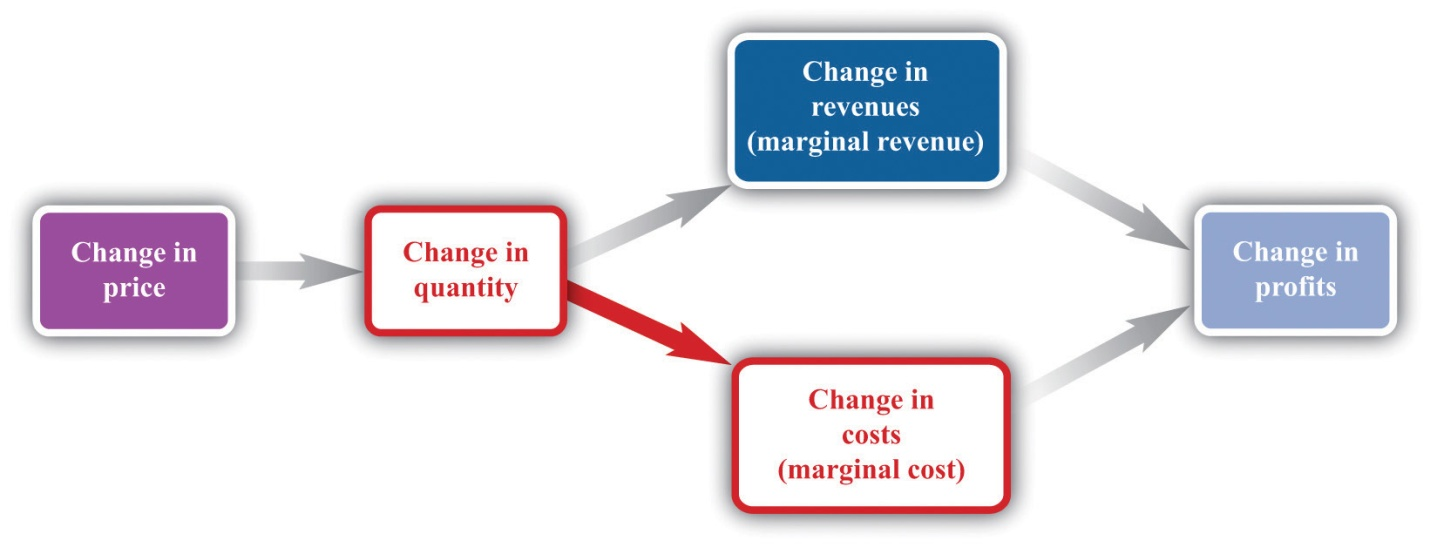 Change in
price
Change in
quantity
Change in
revenues
(marginal revenue)
Change in
costs
(marginal cost)
Change in
profits